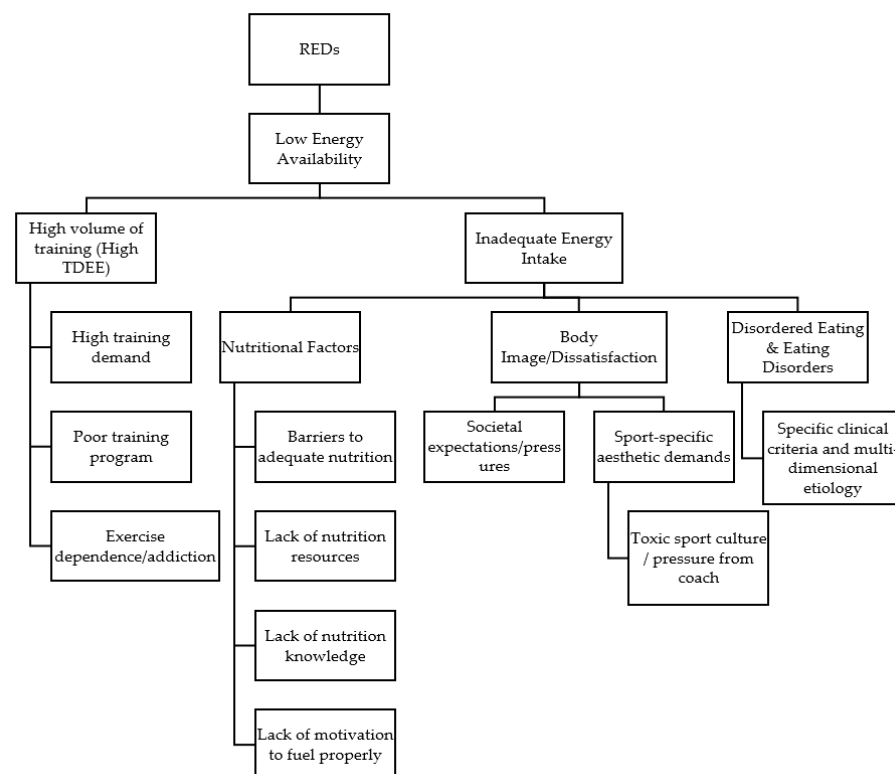 REDs
Low Energy
Availability
High volume of
training (High
TDEE)
Inadequate Energy
Intake
High training
demand
Poor training
program
Exercise
dependence/addiction
Nutritional Factors
Barriers to
adequate nutrition
Lack of nutrition
resources
Lack of nutrition
knowledge
Lack of motivation
to fuel properly
Body
Image/Dissatisfaction
Societal
expectations/press
ures
Sport-specific
aesthetic demands
Toxic sport culture
/ pressure from
coach
Disordered Eating
& Eating
Disorders
Specific clinical
criteria and multi-
dimensional
etiology